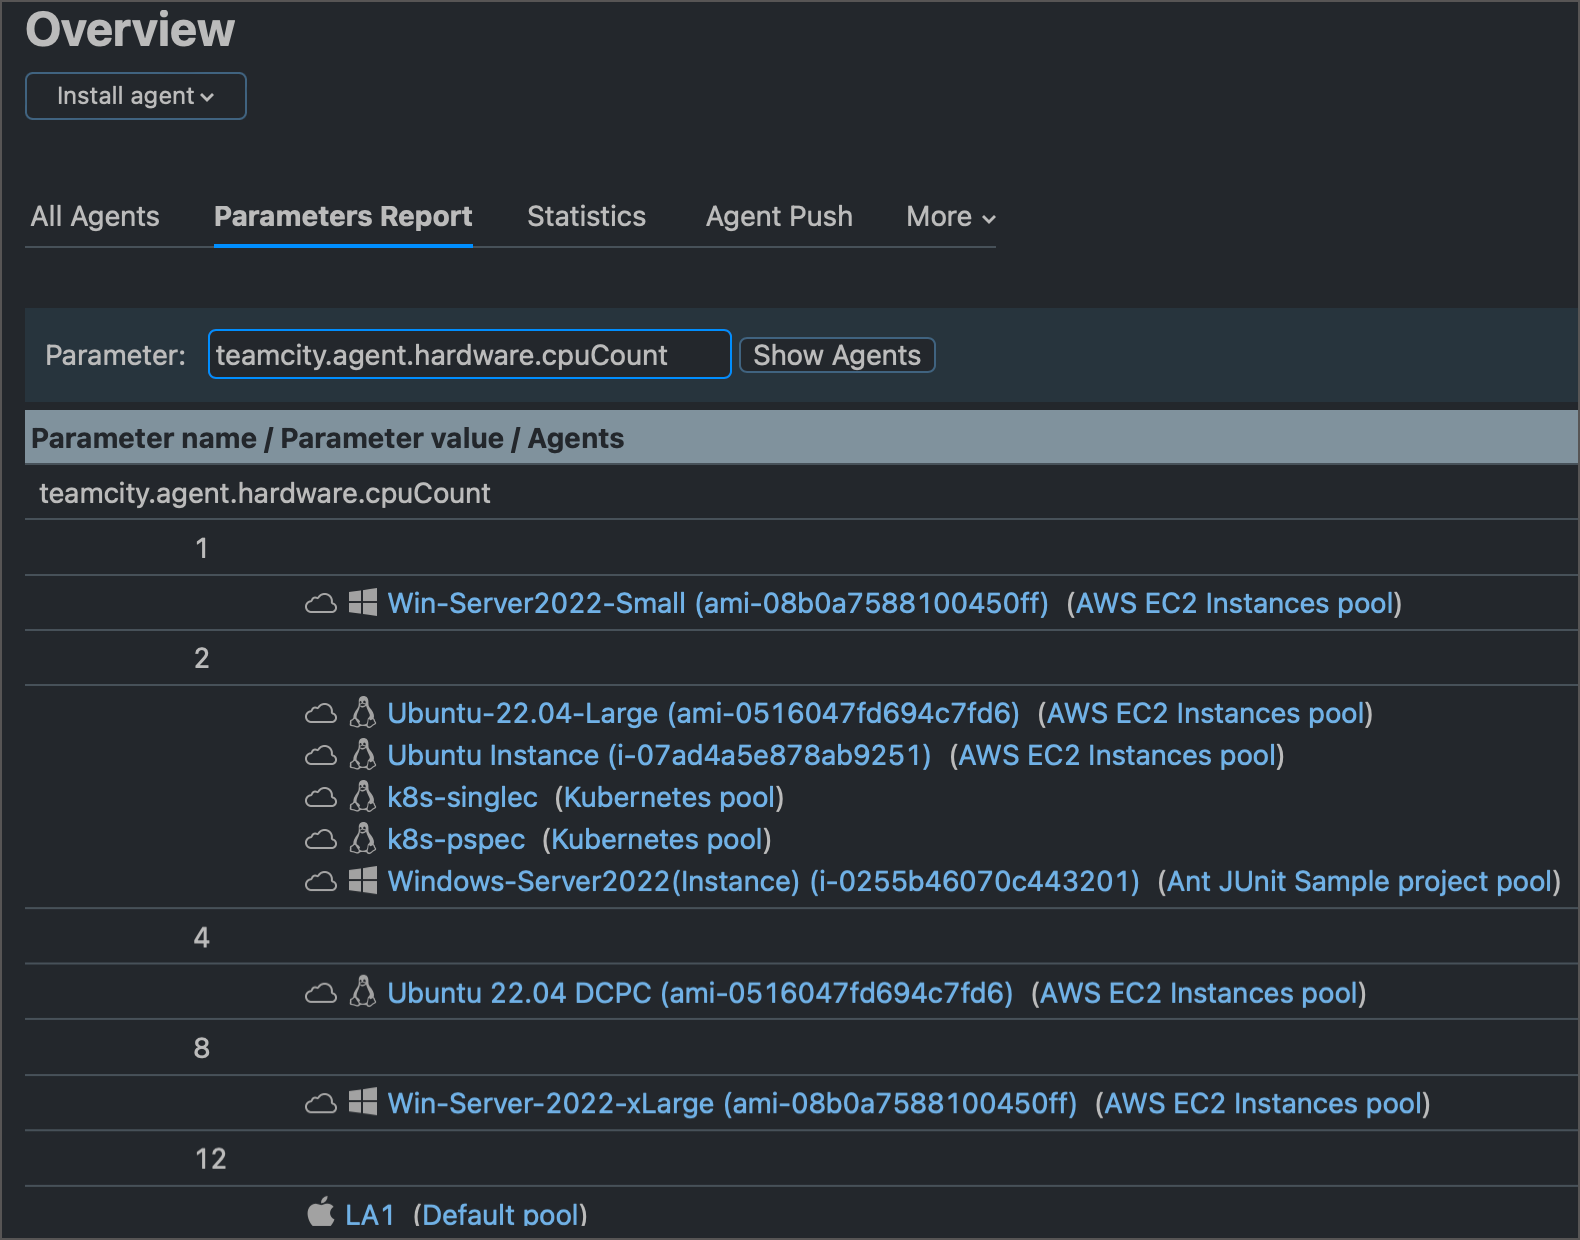 Overview
Install agent
All Agents Parameters Report Statistics Agent Push More
Parameter: teamcity.agent.hardware.cpuCount Show Agents
Parameter name / Parameter value / Agents
teamcity.agent.hardware.cpuCount
1
Win-Server2022-Small (ami-08b0a7588100450ff) (AWS EC2 Instances pool)
2
Ubuntu-22.04-Large (ami-0516047fd694c7fd6) (AWS EC2 Instances pool)
Ubuntu Instance (i-07ad4a5e878ab9251) (AWS EC2 Instances pool)
k8s-singlec (Kubernetes pool)
k8s-pspec (Kubernetes pool)
Windows-Server2022(Instance) (i-0255b46070c443201) (Ant JUnit Sample project pool)
4
Ubuntu 22.04 DCPC (ami-0516047fd694c7fd6) (AWS EC2 Instances pool)
8
Win-Server-2022-xLarge (ami-08b0a7588100450ff) (AWS EC2 Instances pool)
12
LA1 (Default pool)